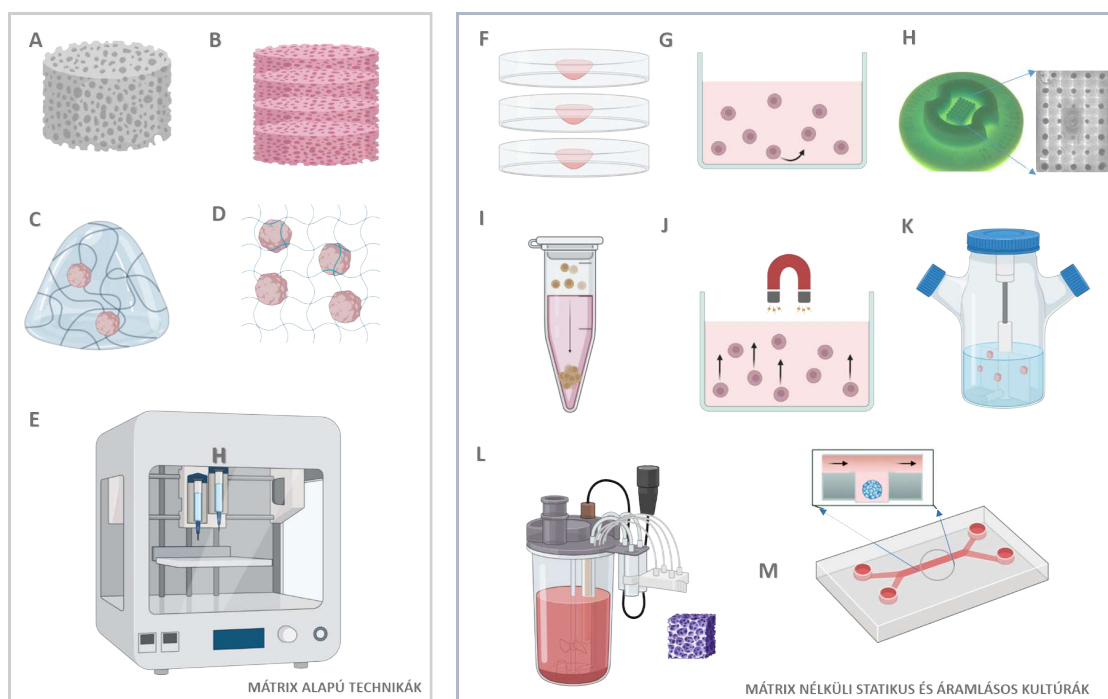 A
B
C
D
E
H
MÁTRIX ALAPÚ TECHNIKÁK
F
G
H
I
J
K
L
M
MÁTRIX NÉLKÜLI STATIKUS ÉS ÁRAMLÁSOS KULTÚRÁK